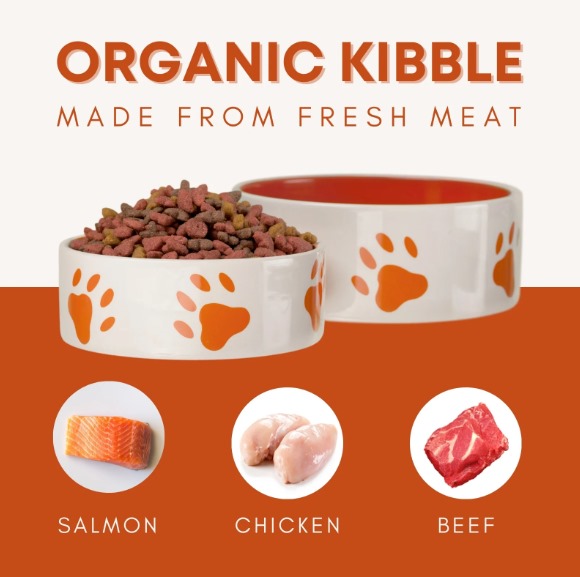 ORGANIC KIBBLE
MADE FROM FRESH MEAT
SALMON
CHICKEN
BEEF